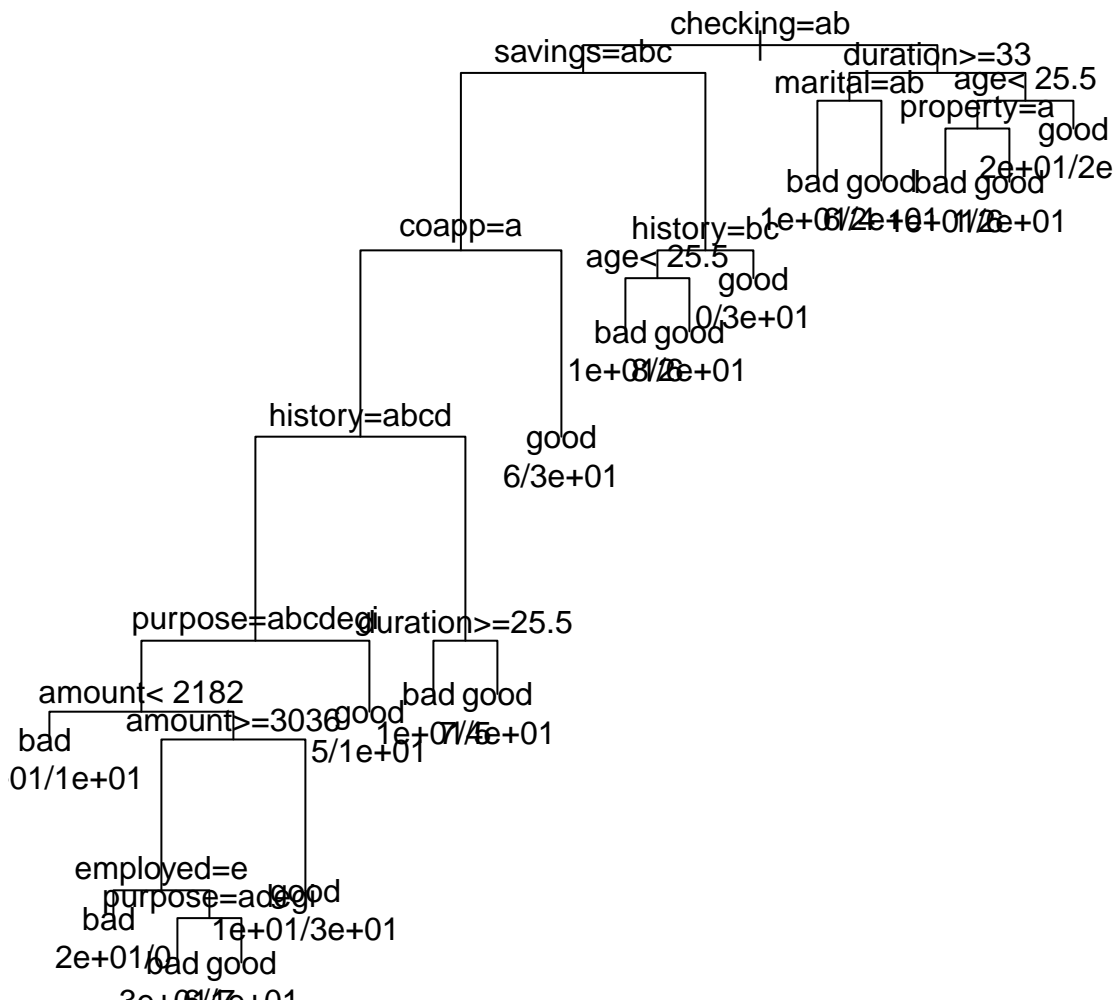 checking=ab
savings=abc
duration>=33
marital=ab
age< 25.5
property=a
good
2e+01/2e
bad
good
bad
good
coapp=a
history=bc
age< 25.5
good
0/3e+01
bad
good
history=abcd
good
6/3e+01
purpose=abcdegi
duration>=25.5
amount< 2182
bad
good
amount>=3036
good
5/1e+01
bad
01/1e+01
employed=e
good
purpose=adegi
bad
1e+01/3e+01
2e+01/0
bad
good